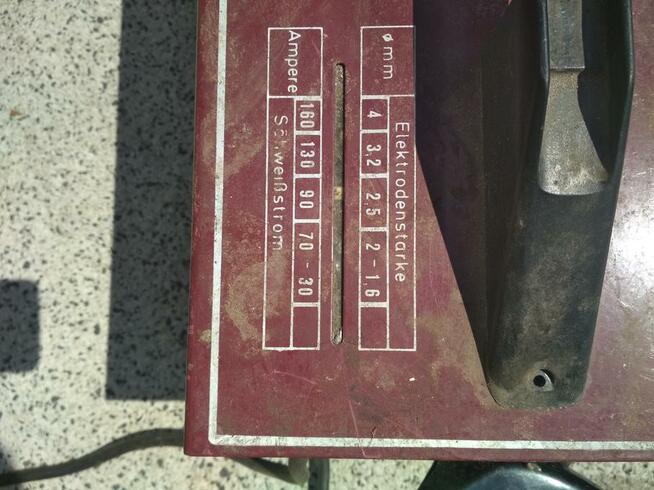 Elektrodenstärke
ø mm 4 3,2 2.5 2 - 1,6
Ampere 160 130 90 70 - 30
Schweißstrom